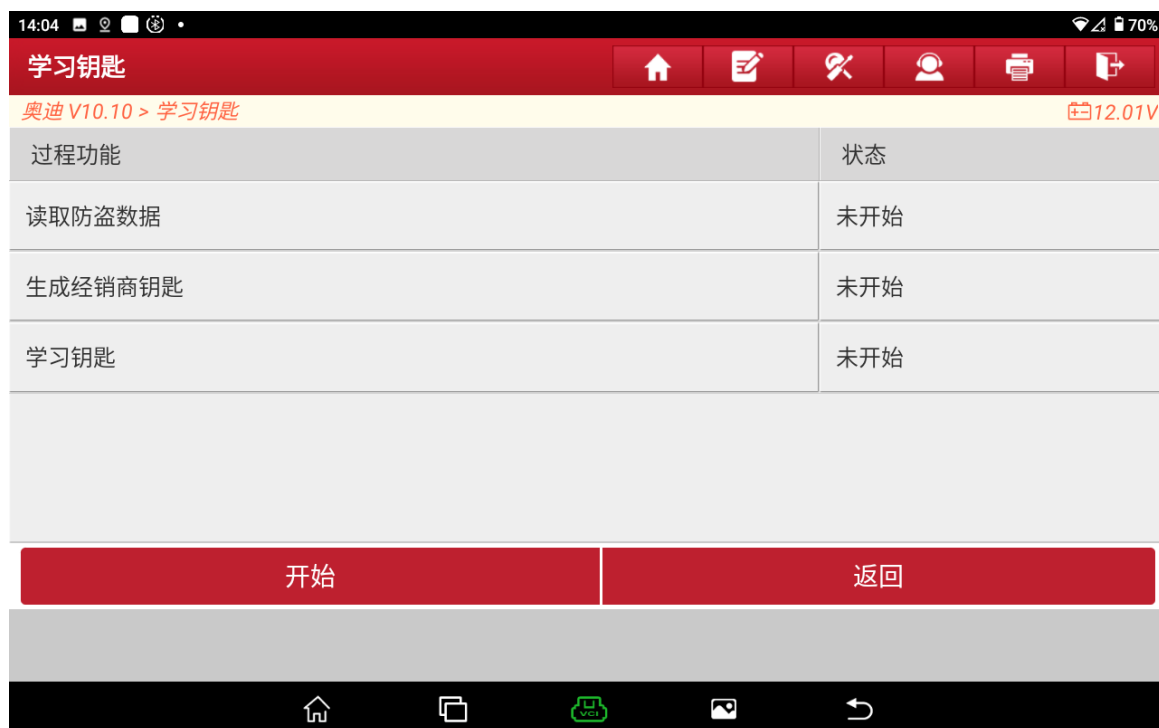 14:04 70%
学习钥匙
奥迪 V10.10 > 学习钥匙 12.01V
过程功能 状态
读取防盗数据 未开始
生成经销商钥匙 未开始
学习钥匙 未开始
开始 返回
VCI